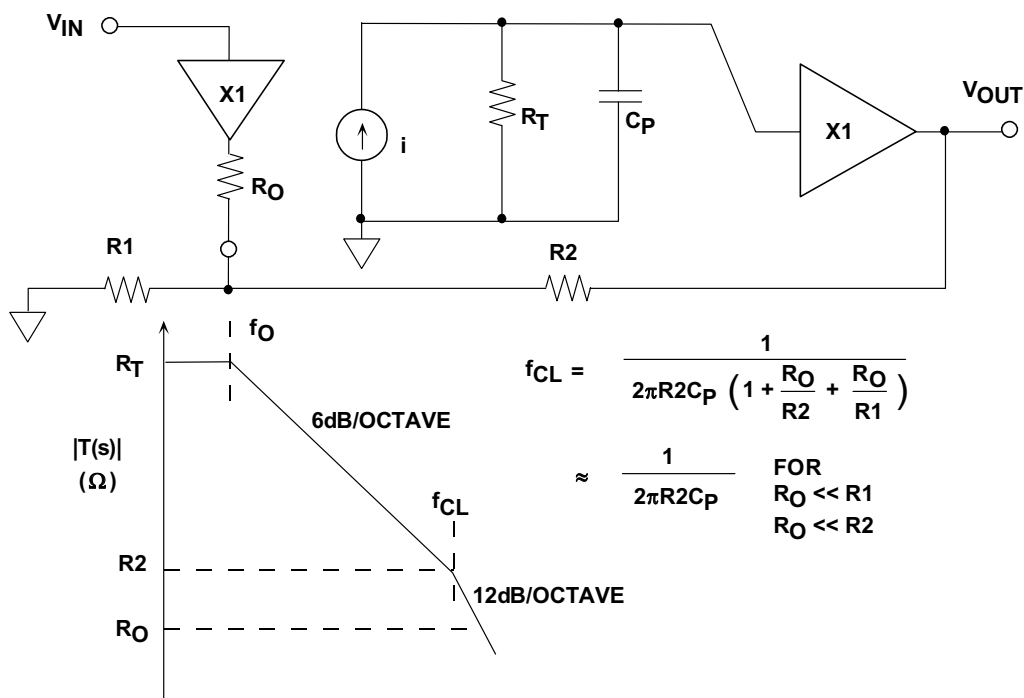 VIN
X1
RO
i
RT
CP
X1
VOUT
R1
R2
fO
RT
6dB/OCTAVE
|T(s)|
(Ω)
fCL
R2
12dB/OCTAVE
RO
fCL = 1 / 2πR2CP ( 1 + RO/R2 + RO/R1 )
≈ 1 / 2πR2CP
FOR
RO << R1
RO << R2